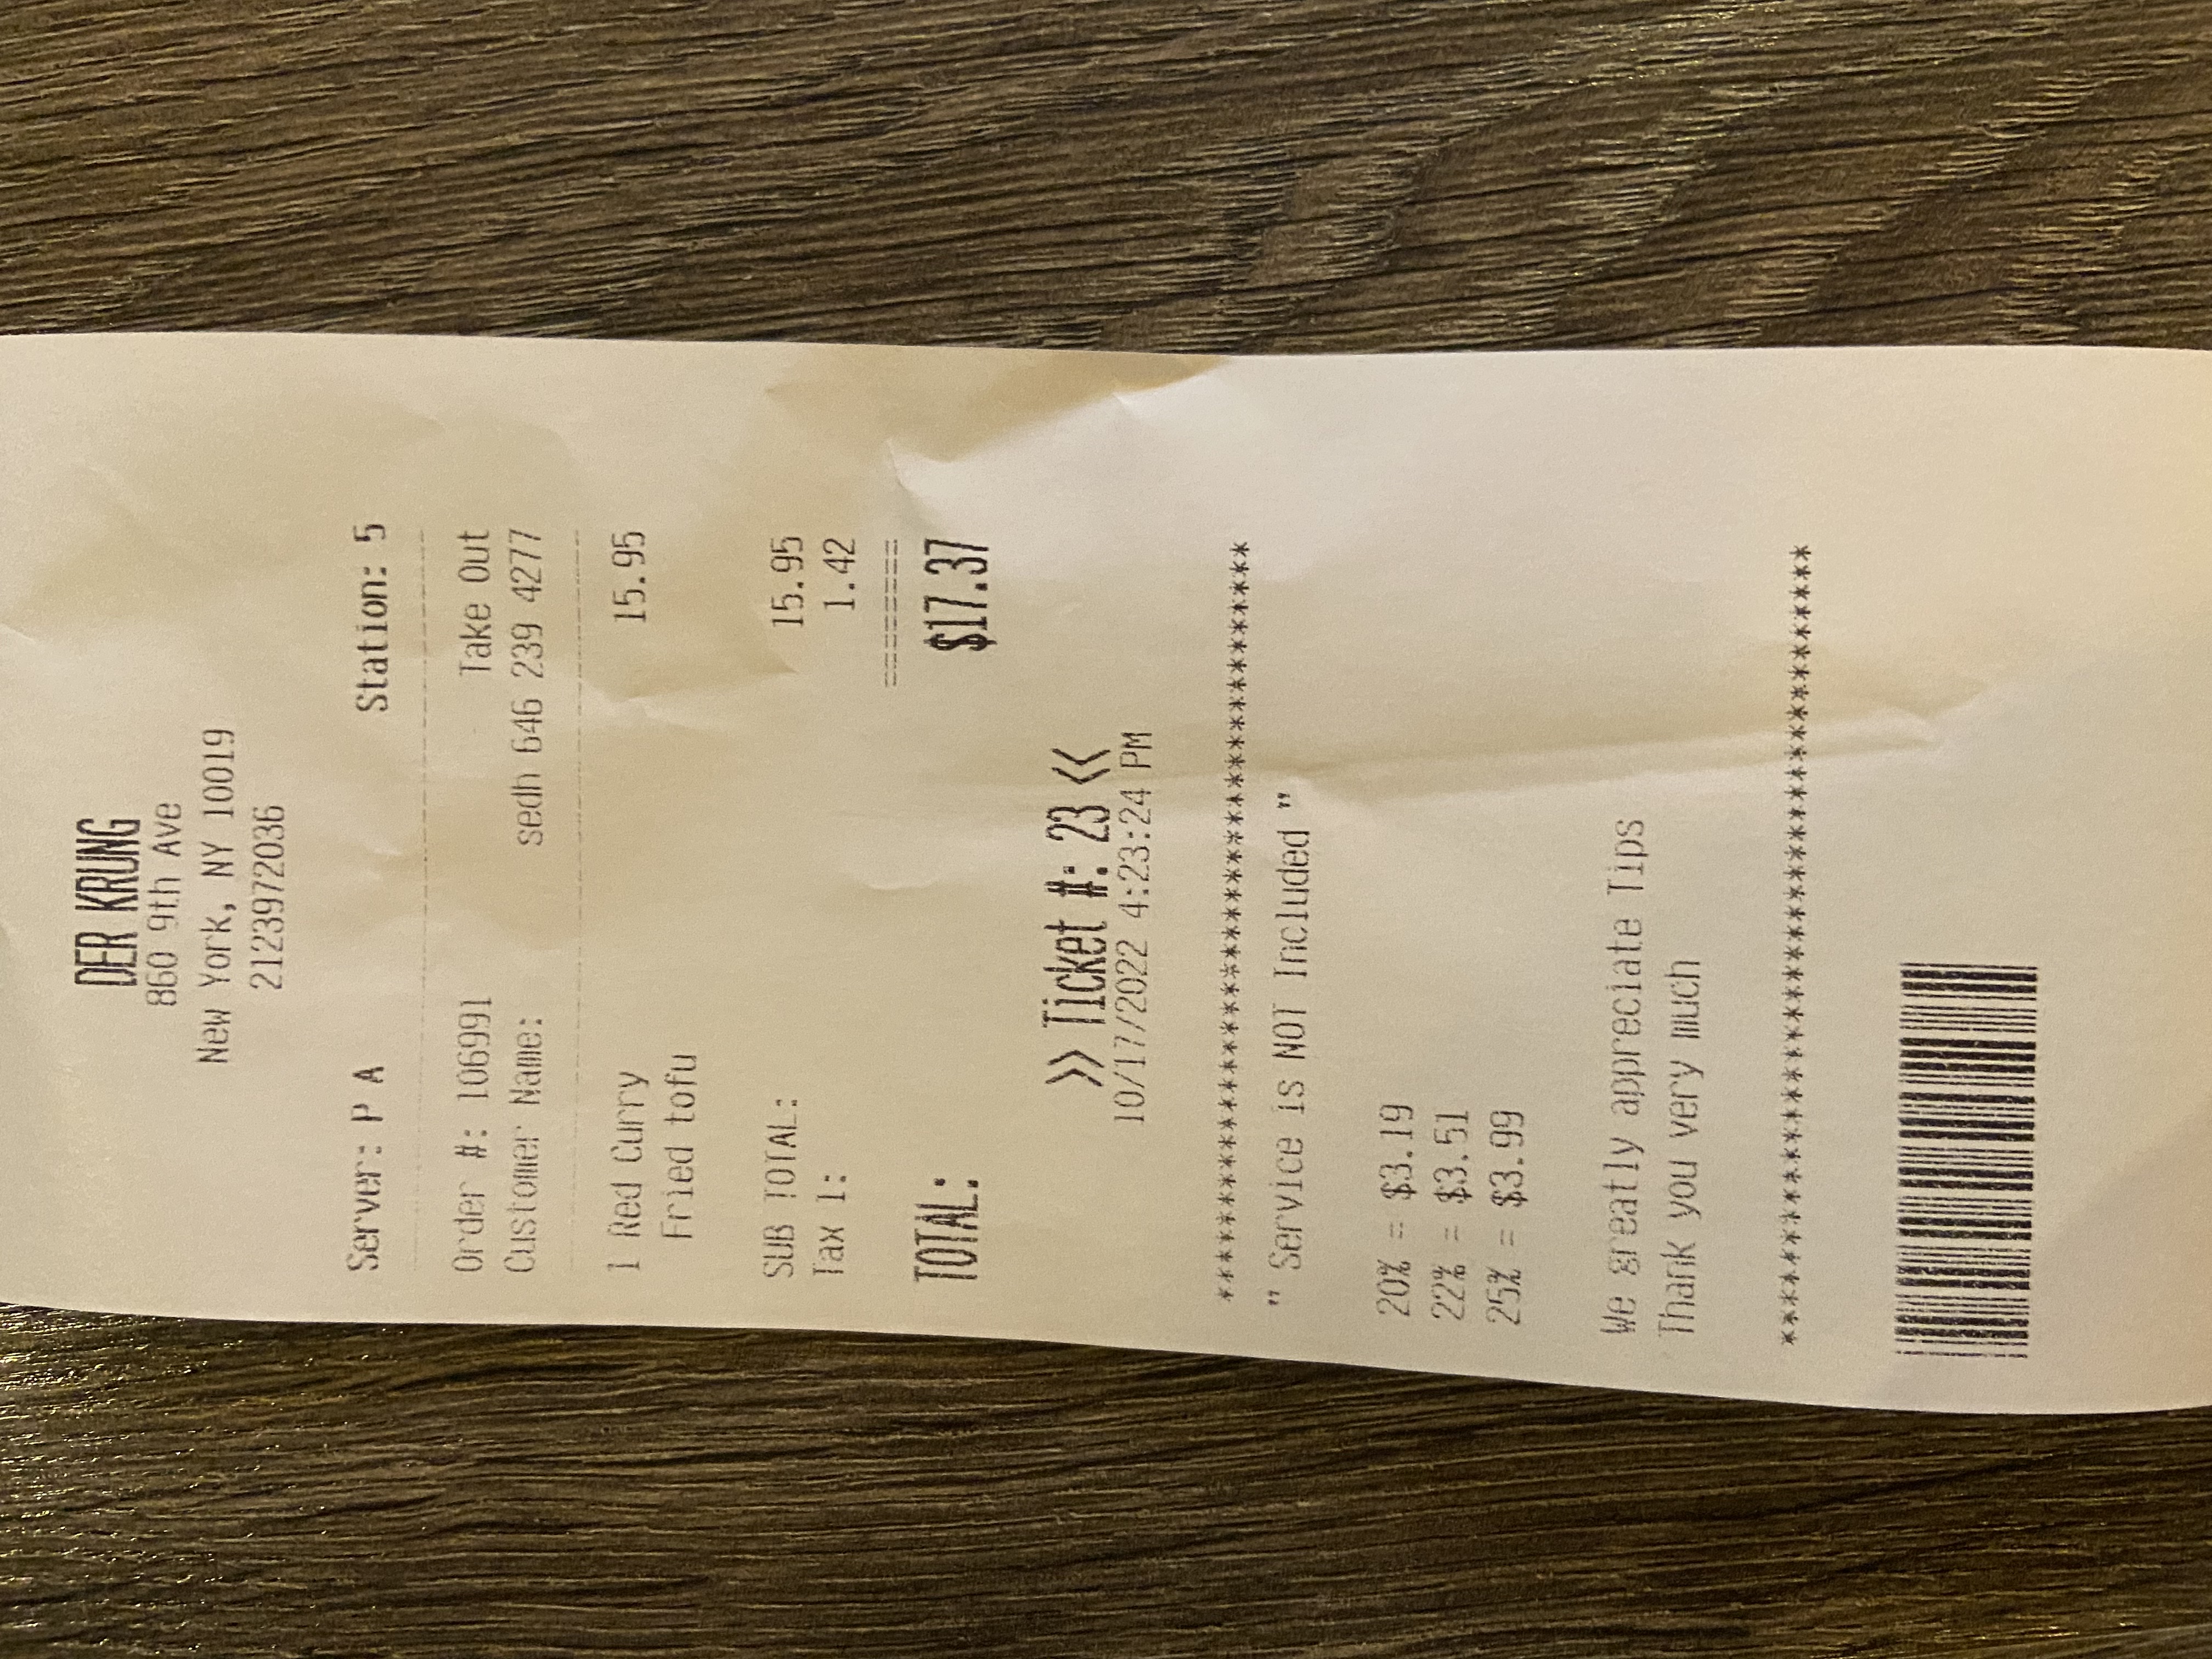 DER KRUNG
860 9th Ave
New York, NY 10019
2123972036
Server: P A Station: 5
Order #: 106991 Take Out
Customer Name: sedh 646 239 4277
1 Red Curry 15.95
Fried tofu
SUB TOTAL: 15.95
Tax 1: 1.42
========
TOTAL: $17.37
>> Ticket #: 23 <<
10/17/2022 4:23:24 PM
****************************************
" Service is NOT Included "
20% = $3.19
22% = $3.51
25% = $3.99
We greatly appreciate Tips
Thank you very much
****************************************